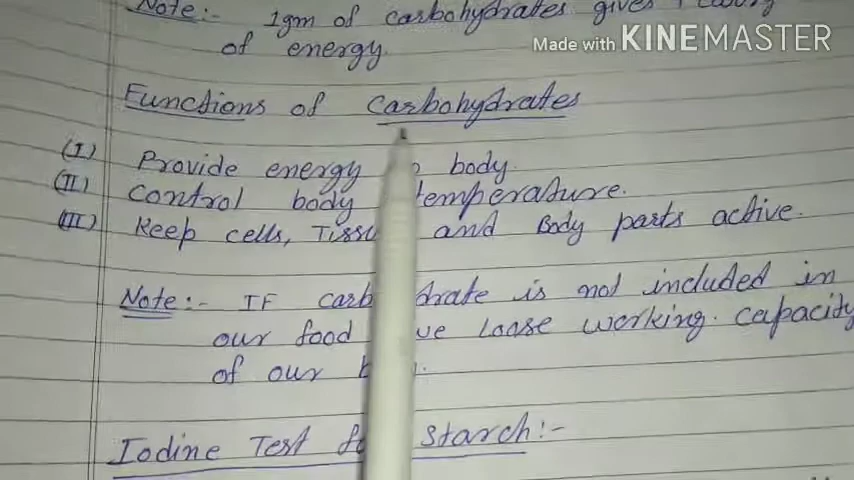 Note:- 1gm of carbohydrates gives
of energy.
Made with KINEMASTER
Functions of Carbohydrates
(I) Provide energy body.
(II) Control body temperature.
(III) Keep cells, and Body parts active.
Note:- IF is not included in
our food loose working. capacity
of our
Iodine Test Starch:-